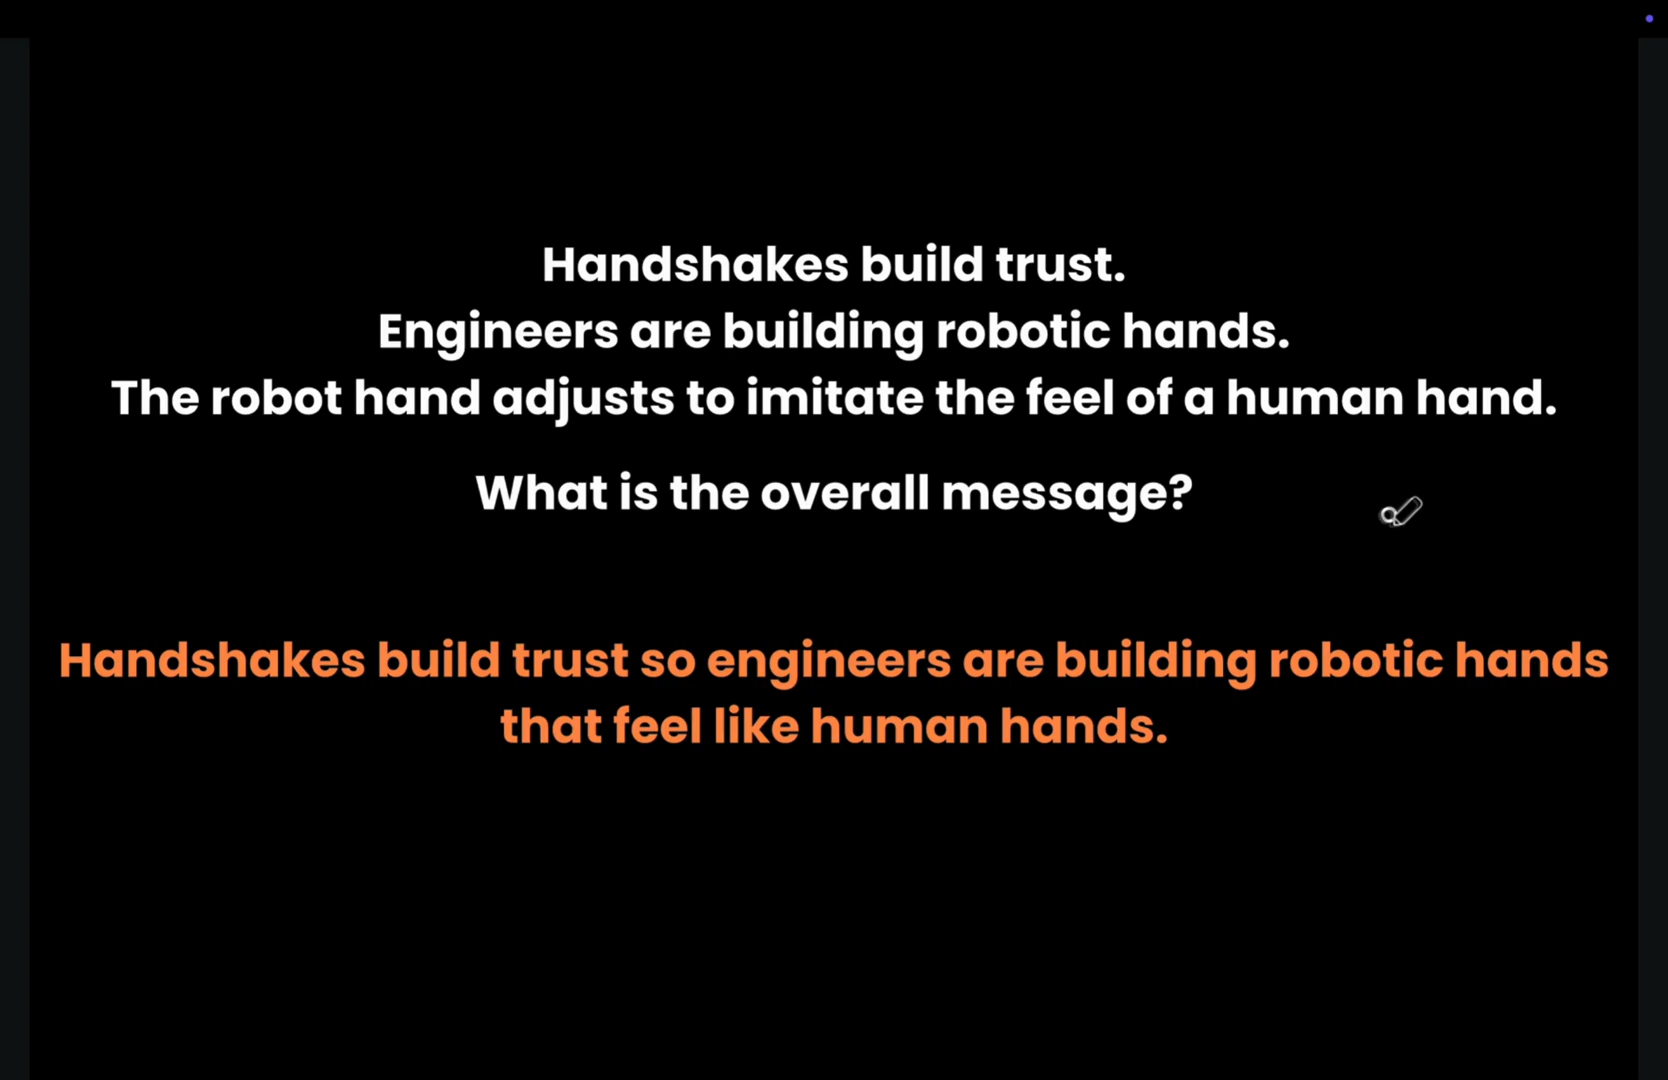 Handshakes build trust.
Engineers are building robotic hands.
The robot hand adjusts to imitate the feel of a human hand.
What is the overall message?
Handshakes build trust so engineers are building robotic hands
that feel like human hands.